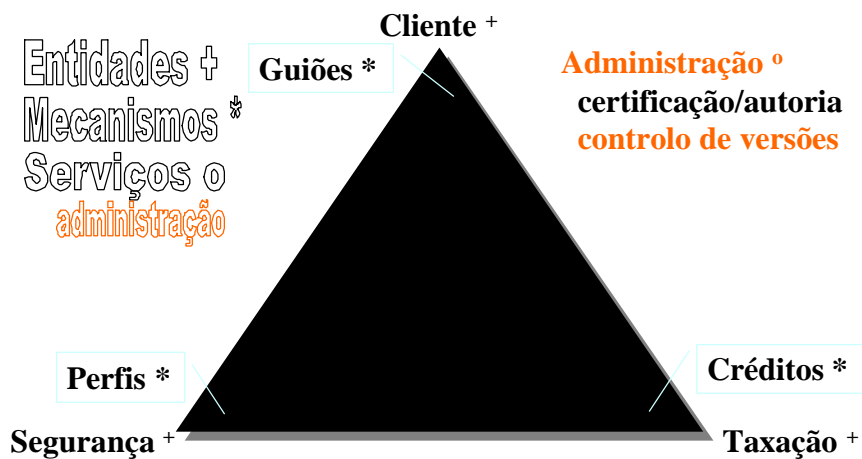 Cliente +
Entidades +
Mecanismos *
Serviços o
administração
Guiões *
Administração o
certificação/autoria
controlo de versões
Perfis *
Créditos *
Segurança +
Taxação +